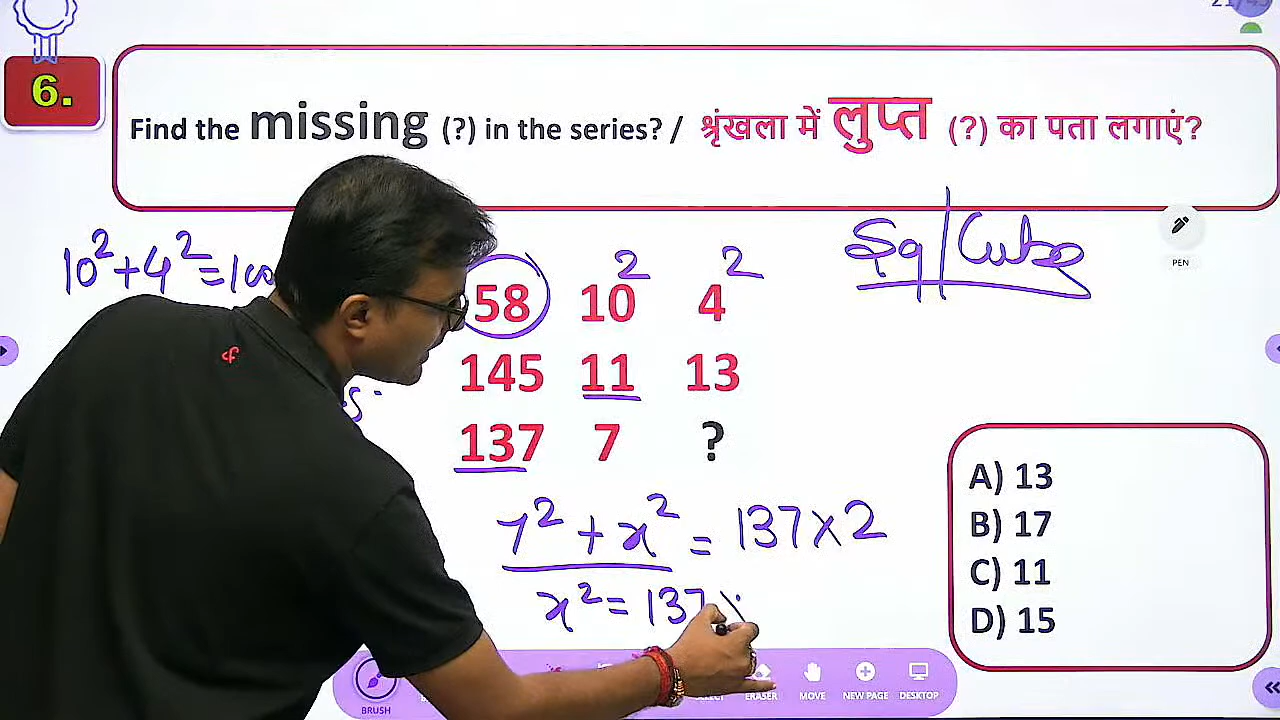 6.
Find the missing (?) in the series? / श्रृंखला में लुप्त (?) का पता लगाएं?
10² + 4² = 100
Sq | Cube
PEN
58 10² 4²
145 11 13
137 7 ?
7² + x² = 137 × 2
x² = 137 ×
A) 13
B) 17
C) 11
D) 15
BRUSH ERASER MOVE NEW PAGE DESKTOP